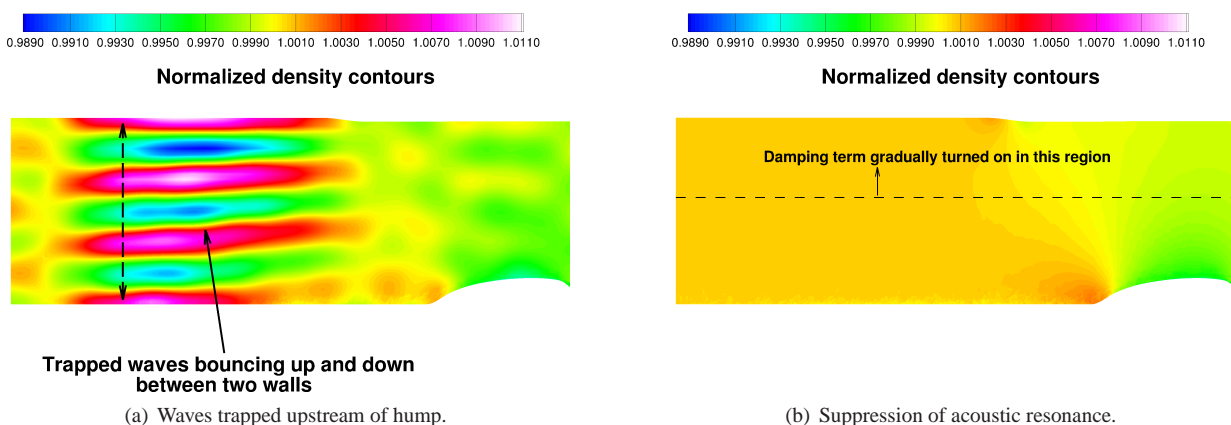 0.9890 0.9910 0.9930 0.9950 0.9970 0.9990 1.0010 1.0030 1.0050 1.0070 1.0090 1.0110
Normalized density contours
Trapped waves bouncing up and down
between two walls
(a) Waves trapped upstream of hump.
0.9890 0.9910 0.9930 0.9950 0.9970 0.9990 1.0010 1.0030 1.0050 1.0070 1.0090 1.0110
Normalized density contours
Damping term gradually turned on in this region
(b) Suppression of acoustic resonance.